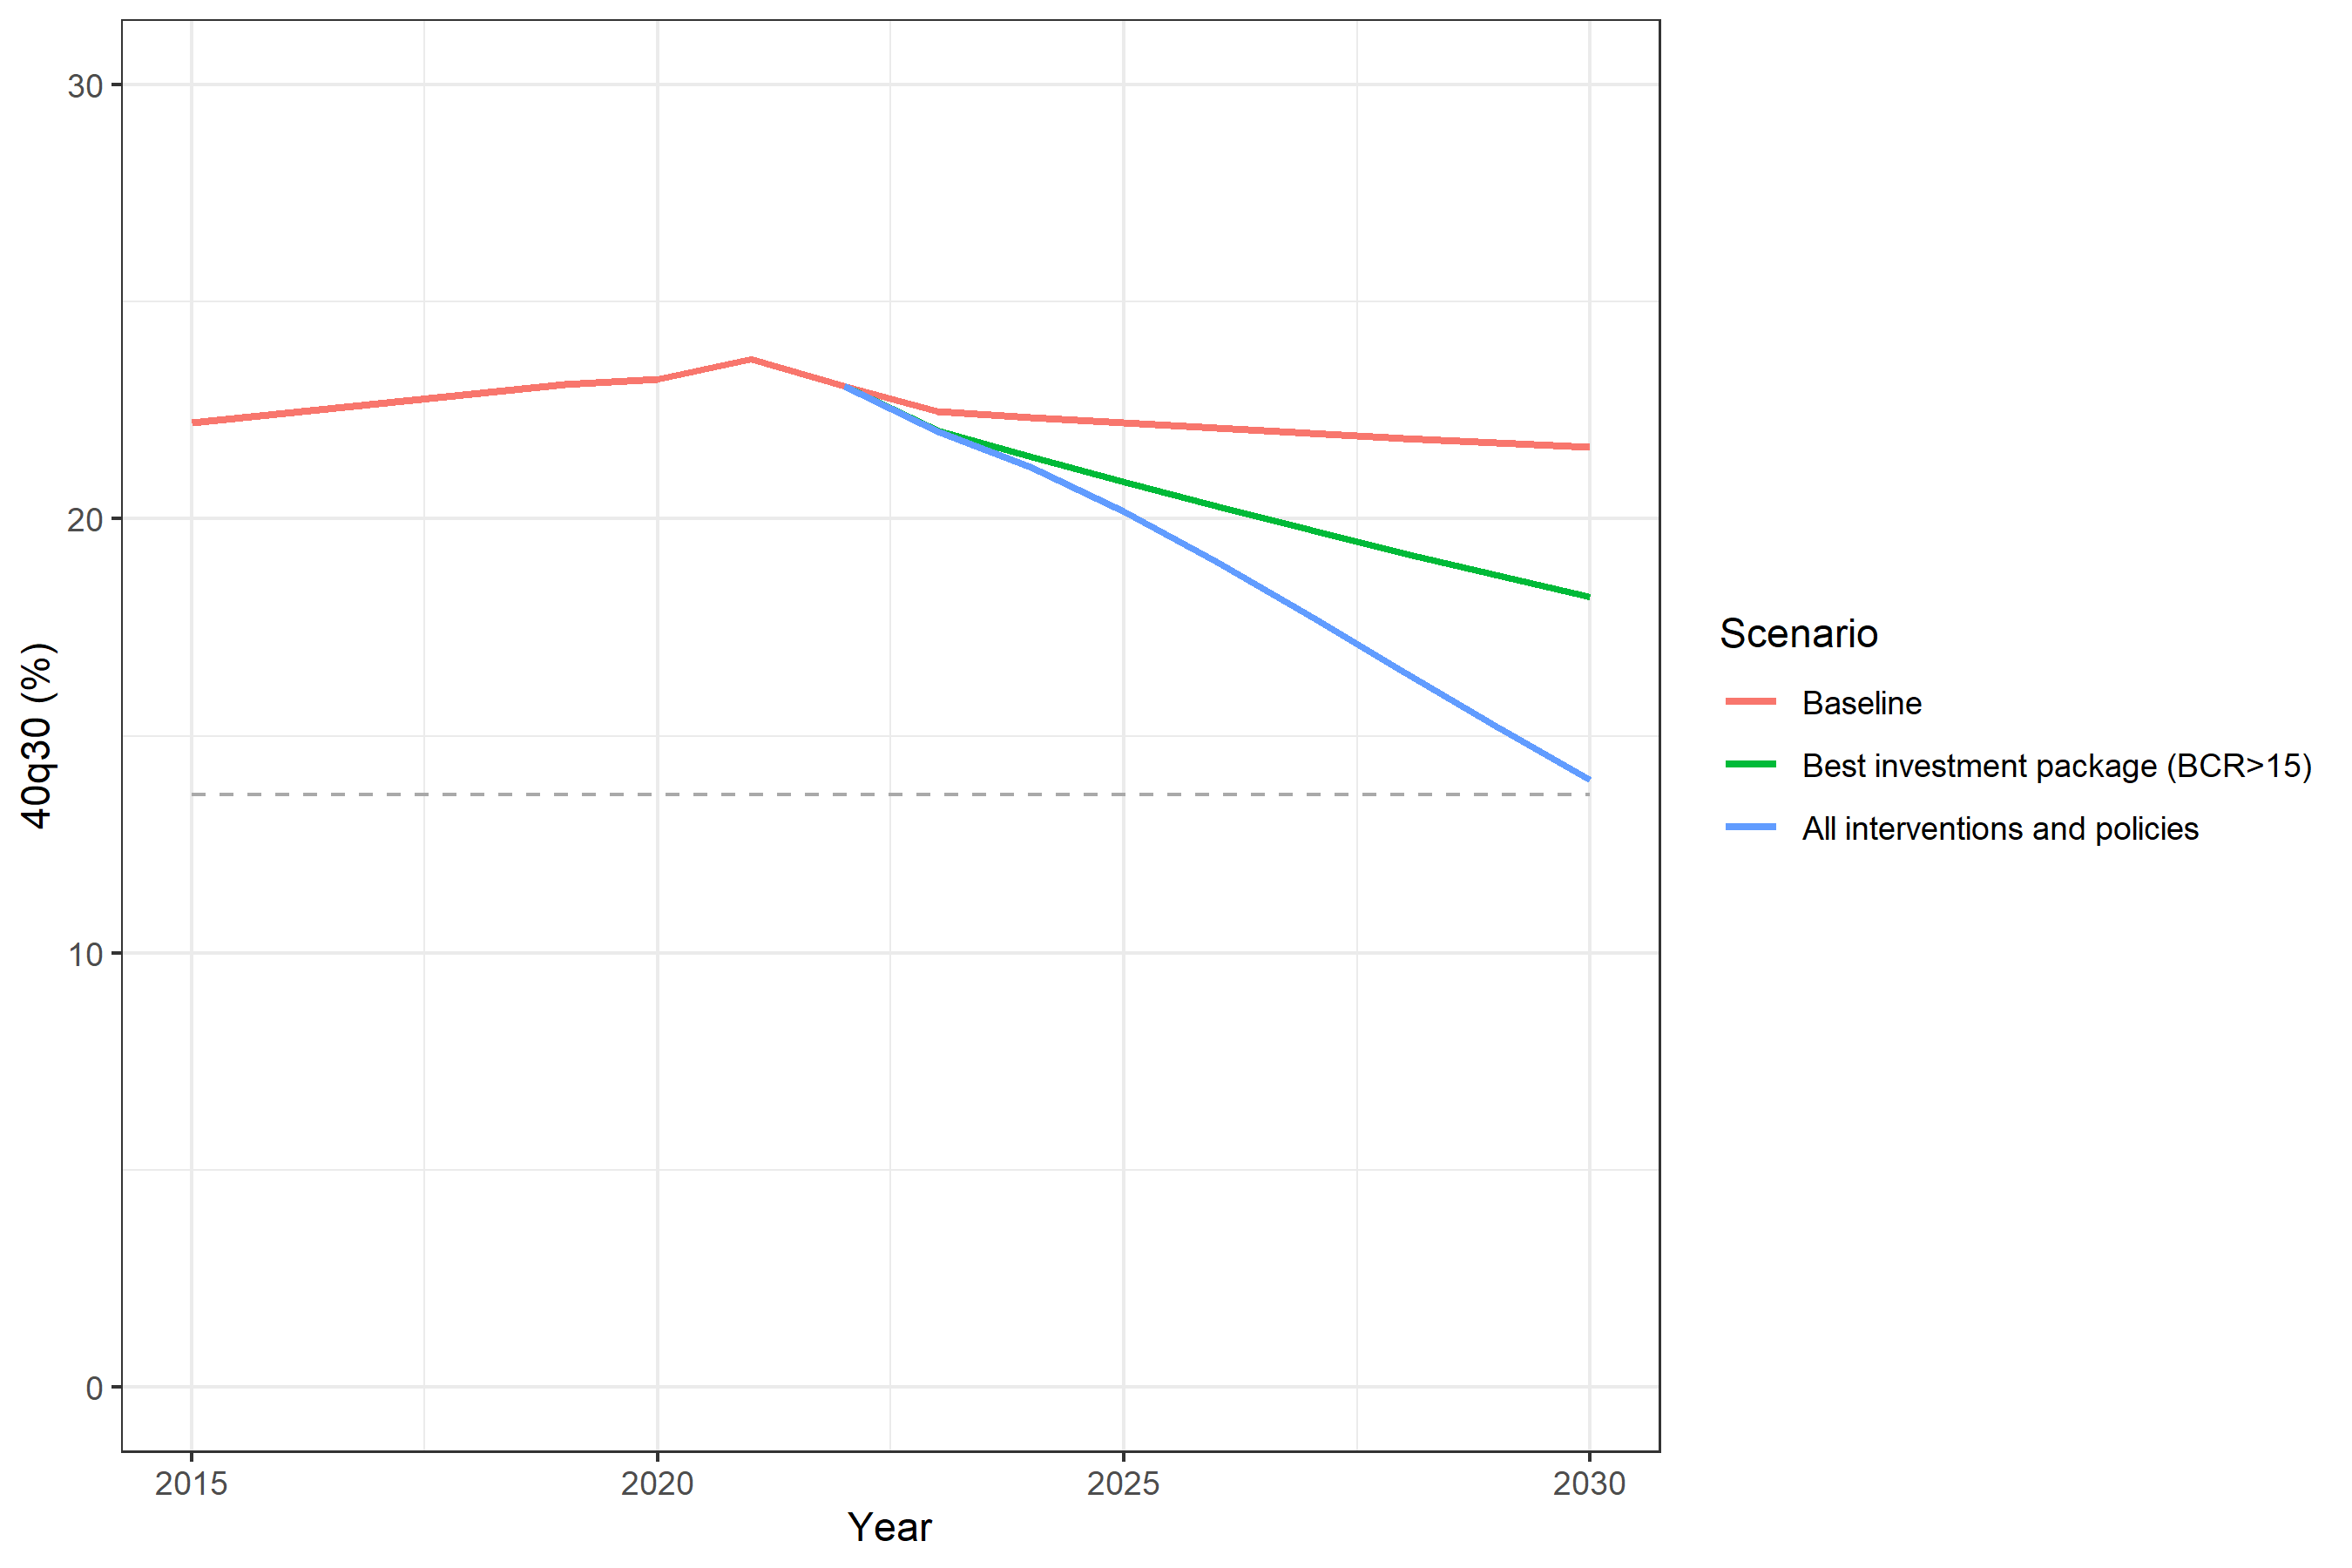 30
20
10
0
40q30 (%)
2015
2020
2025
2030
Year
Scenario
Baseline
Best investment package (BCR>15)
All interventions and policies